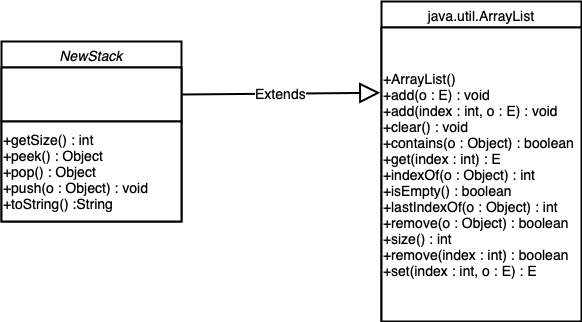 NewStack
+getSize() : int
+peek() : Object
+pop() : Object
+push(o : Object) : void
+toString() :String
Extends
java.util.ArrayList
+ArrayList()
+add(o : E) : void
+add(index : int, o : E) : void
+clear() : void
+contains(o : Object) : boolean
+get(index : int) : E
+indexOf(o : Object) : int
+isEmpty() : boolean
+lastIndexOf(o : Object) : int
+remove(o : Object) : boolean
+size() : int
+remove(index : int) : boolean
+set(index : int, o : E) : E